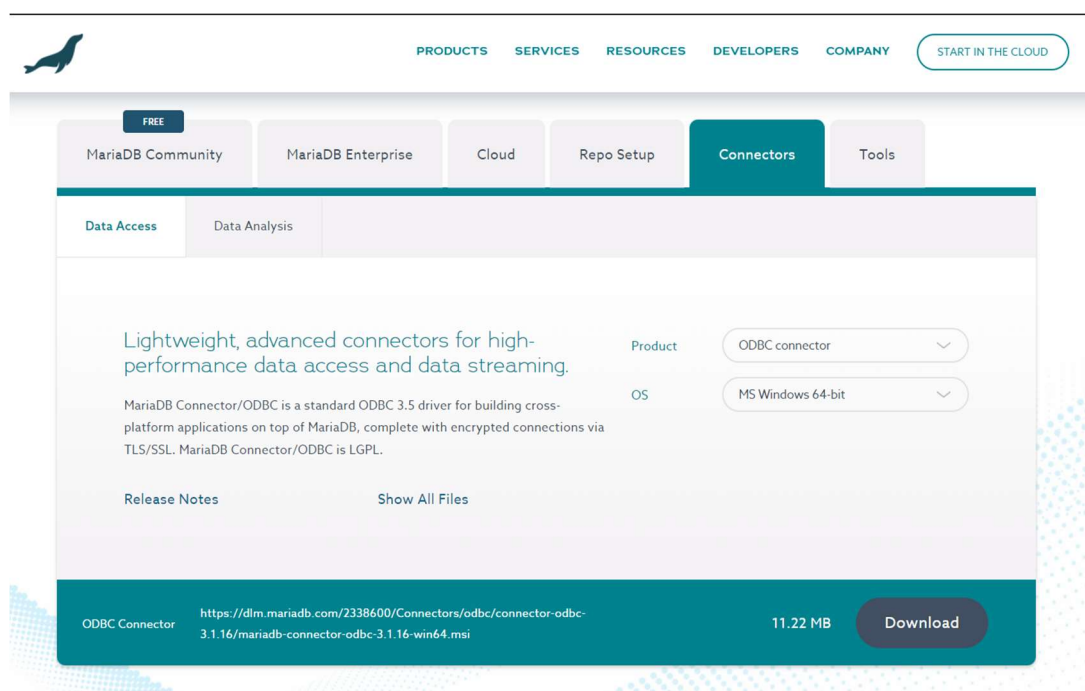 PRODUCTS SERVICES RESOURCES DEVELOPERS COMPANY START IN THE CLOUD
FREE
MariaDB Community MariaDB Enterprise Cloud Repo Setup Connectors Tools
Data Access Data Analysis
Lightweight, advanced connectors for high-
performance data access and data streaming.
MariaDB Connector/ODBC is a standard ODBC 3.5 driver for building cross-
platform applications on top of MariaDB, complete with encrypted connections via
TLS/SSL. MariaDB Connector/ODBC is LGPL.
Release Notes Show All Files
Product ODBC connector
OS MS Windows 64-bit
ODBC Connector
https://dlm.mariadb.com/2338600/Connectors/odbc/connector-odbc-
3.1.16/mariadb-connector-odbc-3.1.16-win64.msi
11.22 MB Download